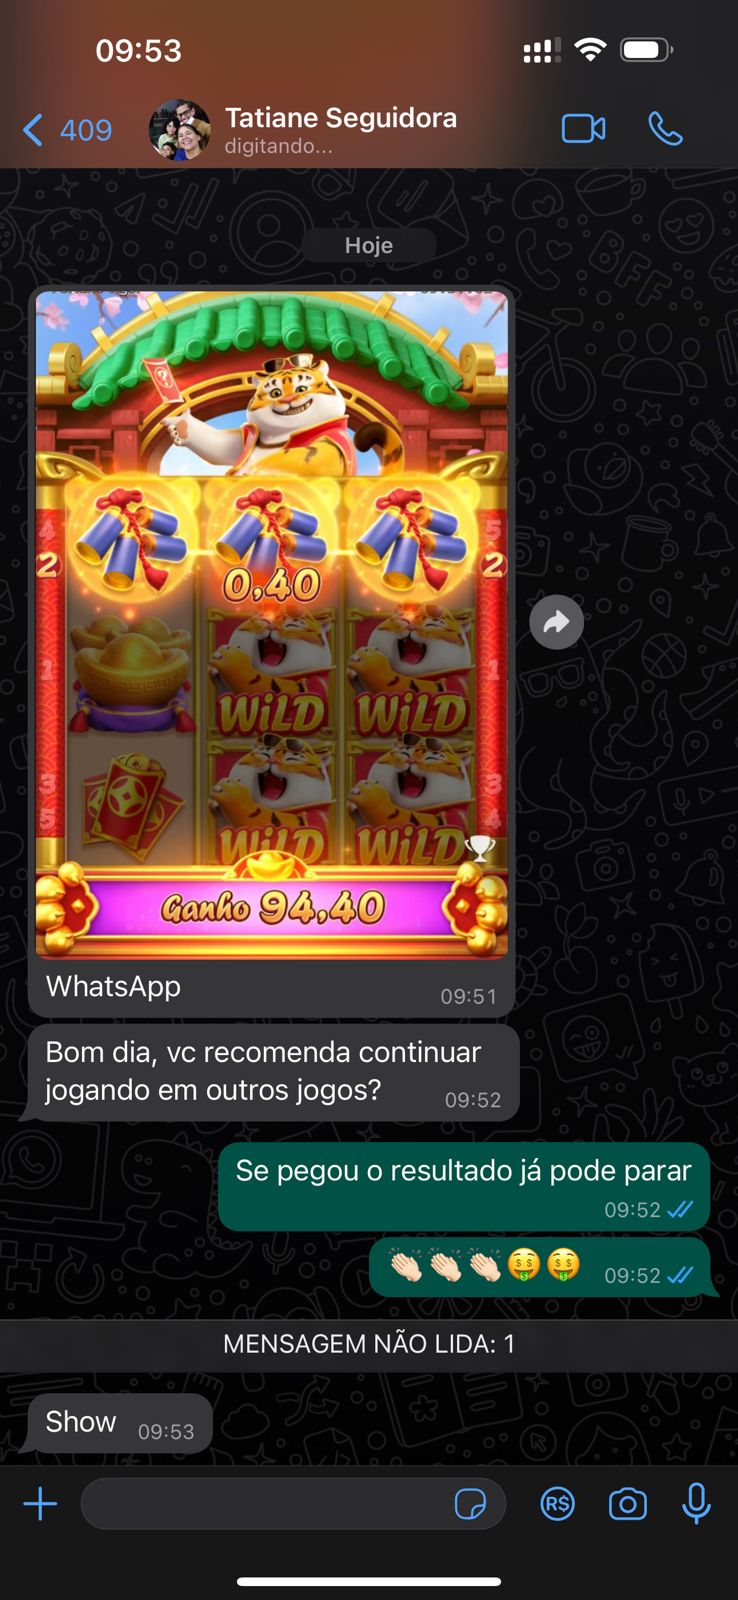 09:53
409
Tatiane Seguidora
digitando...
Hoje
4
5
2
2
0,40
1
1
WiLD
WiLD
3
3
5
4
WiLD
WiLD
Ganho 94,40
WhatsApp
09:51
Bom dia, vc recomenda continuar
jogando em outros jogos?
09:52
Se pegou o resultado já pode parar
09:52
09:52
MENSAGEM NÃO LIDA: 1
Show
09:53
R$